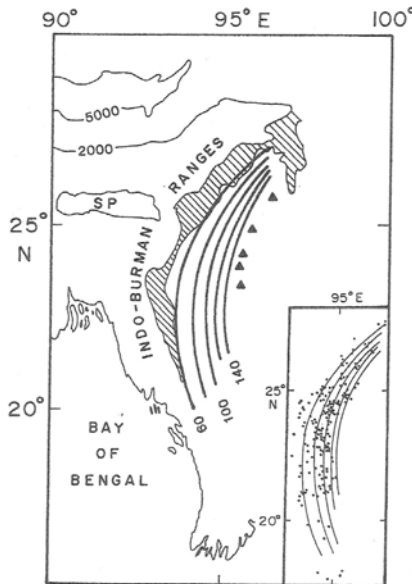 90° 95° E 100°
5000
2000
RANGES
SP
25°
N
INDO-BURMAN
95° E
140
100
60
25°
N
20°
BAY
OF
BENGAL
20°